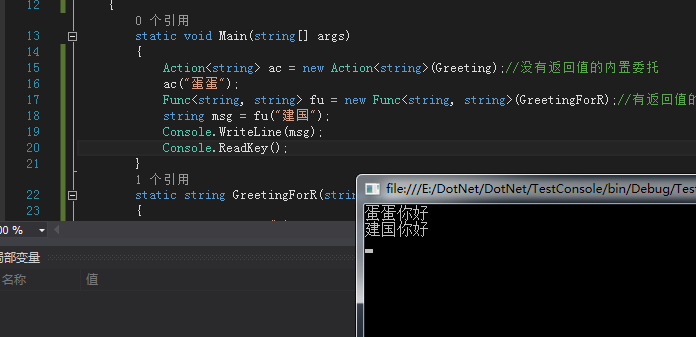 12 {
0 个引用
13 static void Main(string[] args)
14 {
15 Action<string> ac = new Action<string>(Greeting);//没有返回值的内置委托
16 ac("蛋蛋");
17 Func<string, string> fu = new Func<string, string>(GreetingForR);//有返回值的
18 string msg = fu("建国");
19 Console.WriteLine(msg);
20 Console.ReadKey();
21 }
1 个引用
22 static string GreetingForR(strin
23 {
00 %
局部变量
名称 值
file:///E:/DotNet/DotNet/TestConsole/bin/Debug/Tes
蛋蛋你好
建国你好